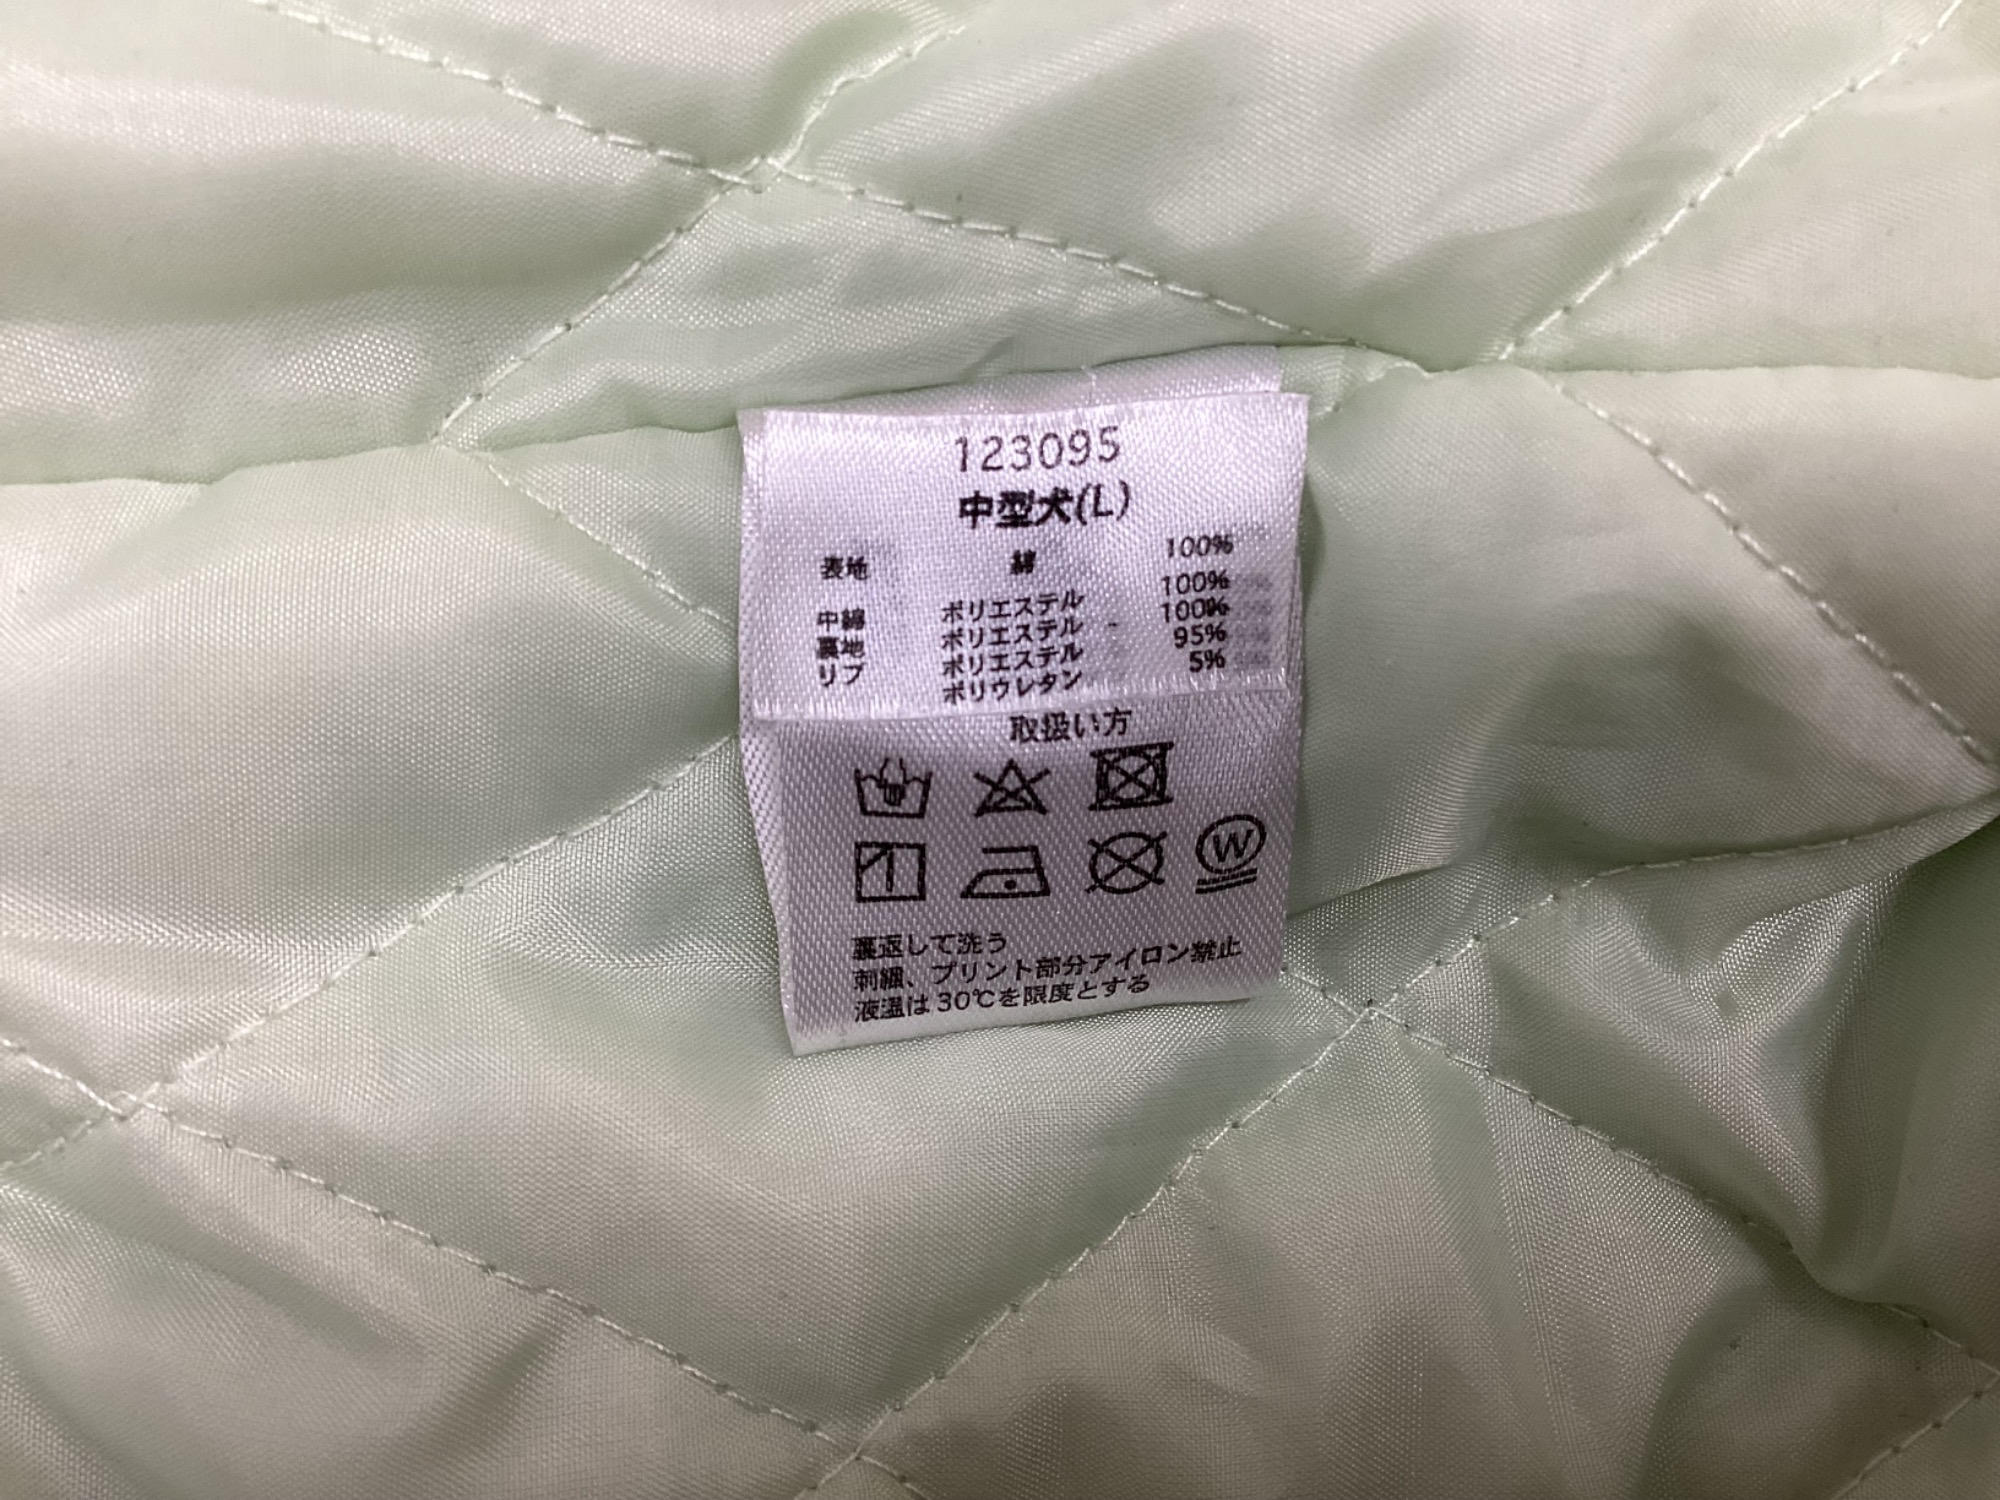 123095
中型犬(L)
表地 綿 100%
中綿 ポリエステル 100%
裏地 ポリエステル 100%
リブ ポリエステル 95%
ポリウレタン 5%
取扱い方
W
裏返して洗う
刺繍、プリント部分アイロン禁止
液温は30℃を限度とする